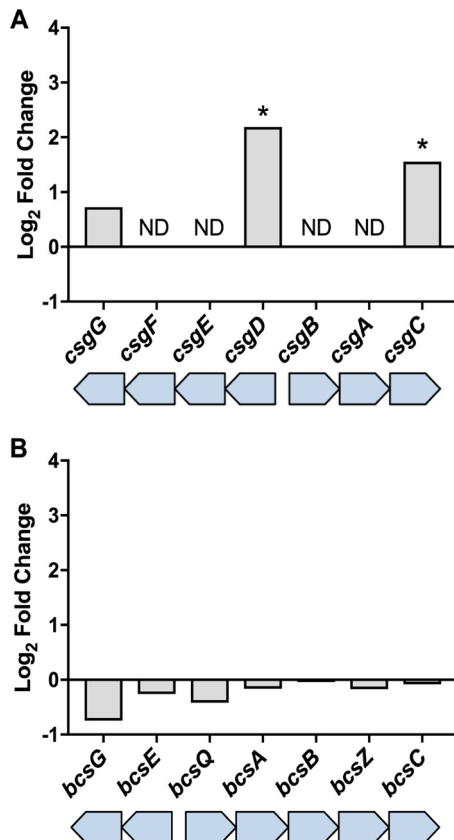 A
Log2 Fold Change
4
3
2
1
0
-1
ND
ND
*
ND
ND
*
csgG
csgF
csgE
csgD
csgB
csgA
csgC
B
Log2 Fold Change
4
3
2
1
0
-1
bcsG
bcsE
bcsQ
bcsA
bcsB
bcsZ
bcsC